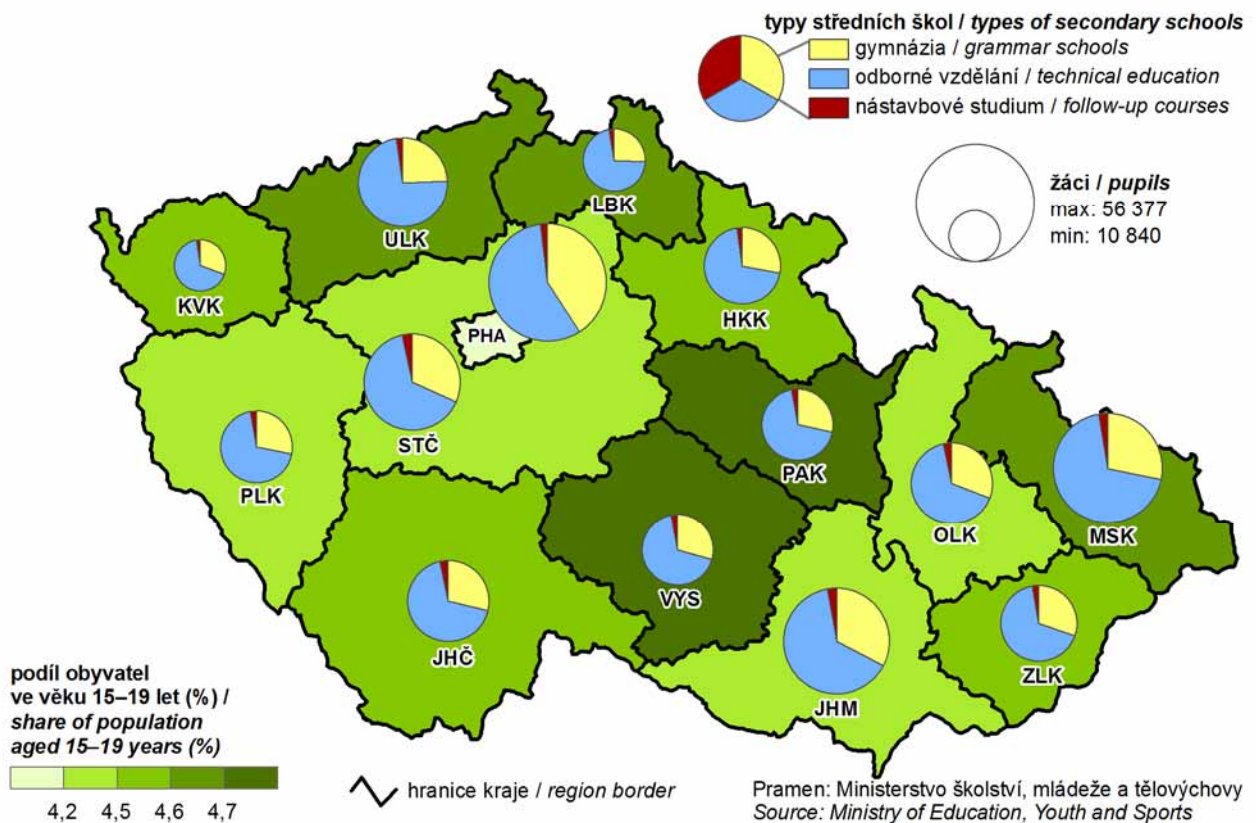 typy středních škol / types of secondary schools
gymnázia / grammar schools
odborné vzdělání / technical education
nástavbové studium / follow-up courses
žáci / pupils
max: 56 377
min: 10 840
LBK
ULK
KVK
HKK
PHA
STČ
PAK
PLK
OLK
MSK
VYS
JHČ
ZLK
JHM
podíl obyvatel
ve věku 15–19 let (%) /
share of population
aged 15–19 years (%)
4,2 4,5 4,6 4,7
hranice kraje / region border
Pramen: Ministerstvo školství, mládeže a tělovýchovy
Source: Ministry of Education, Youth and Sports